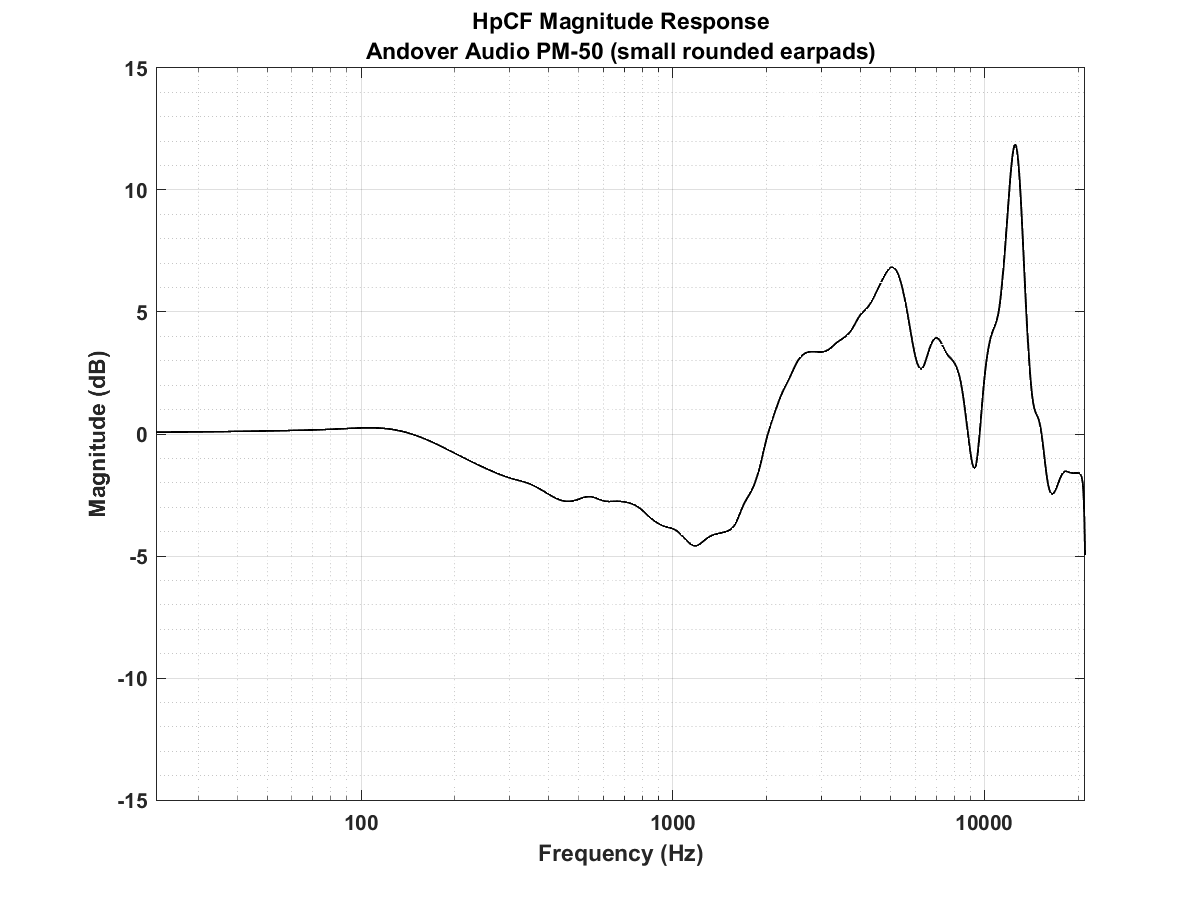 HpCF Magnitude Response
Andover Audio PM-50 (small rounded earpads)
15
10
5
0
-5
-10
-15
Magnitude (dB)
100 1000 10000
Frequency (Hz)